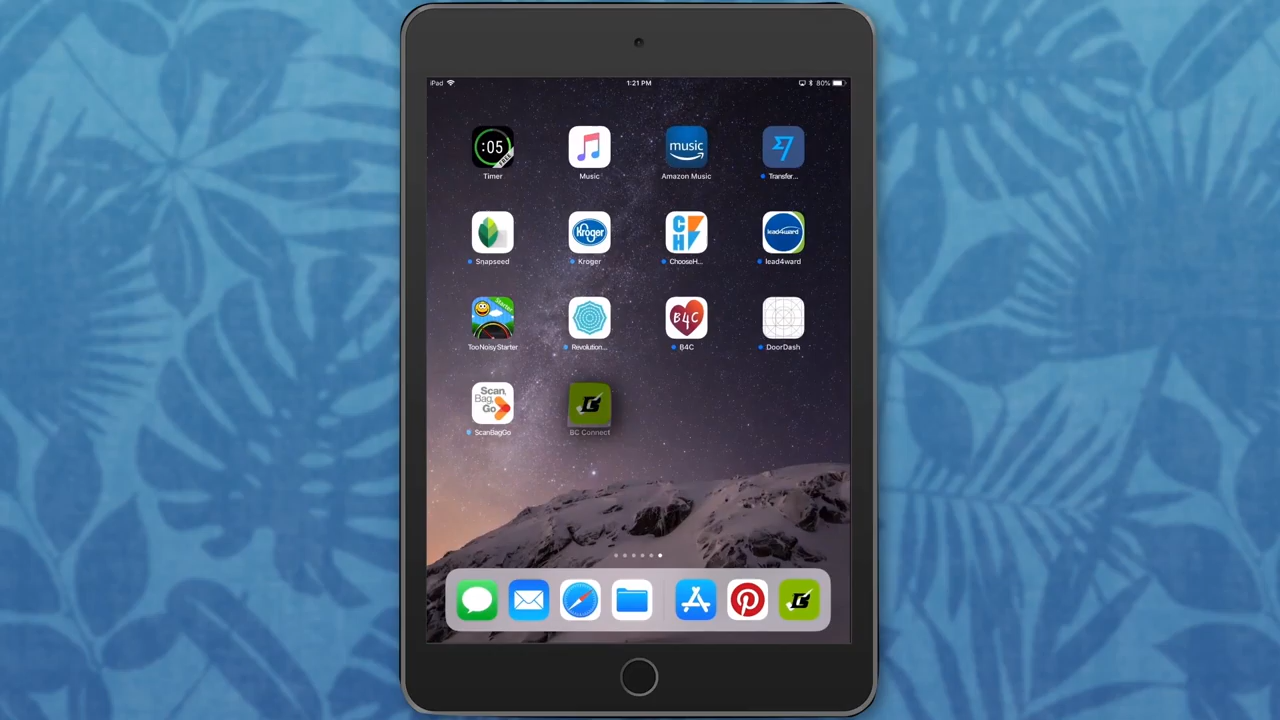 iPad
1:21 PM
80%
:05
FREE
music
Timer
Music
Amazon Music
Transfer...
Kroger
CH
lead4ward
Snapseed
Kroger
ChooseH...
lead4ward
Starter
B4C
TooNoisyStarter
Revolution...
B4C
DoorDash
Scan,
Bag,
Go
ScanBagGo
BC Connect